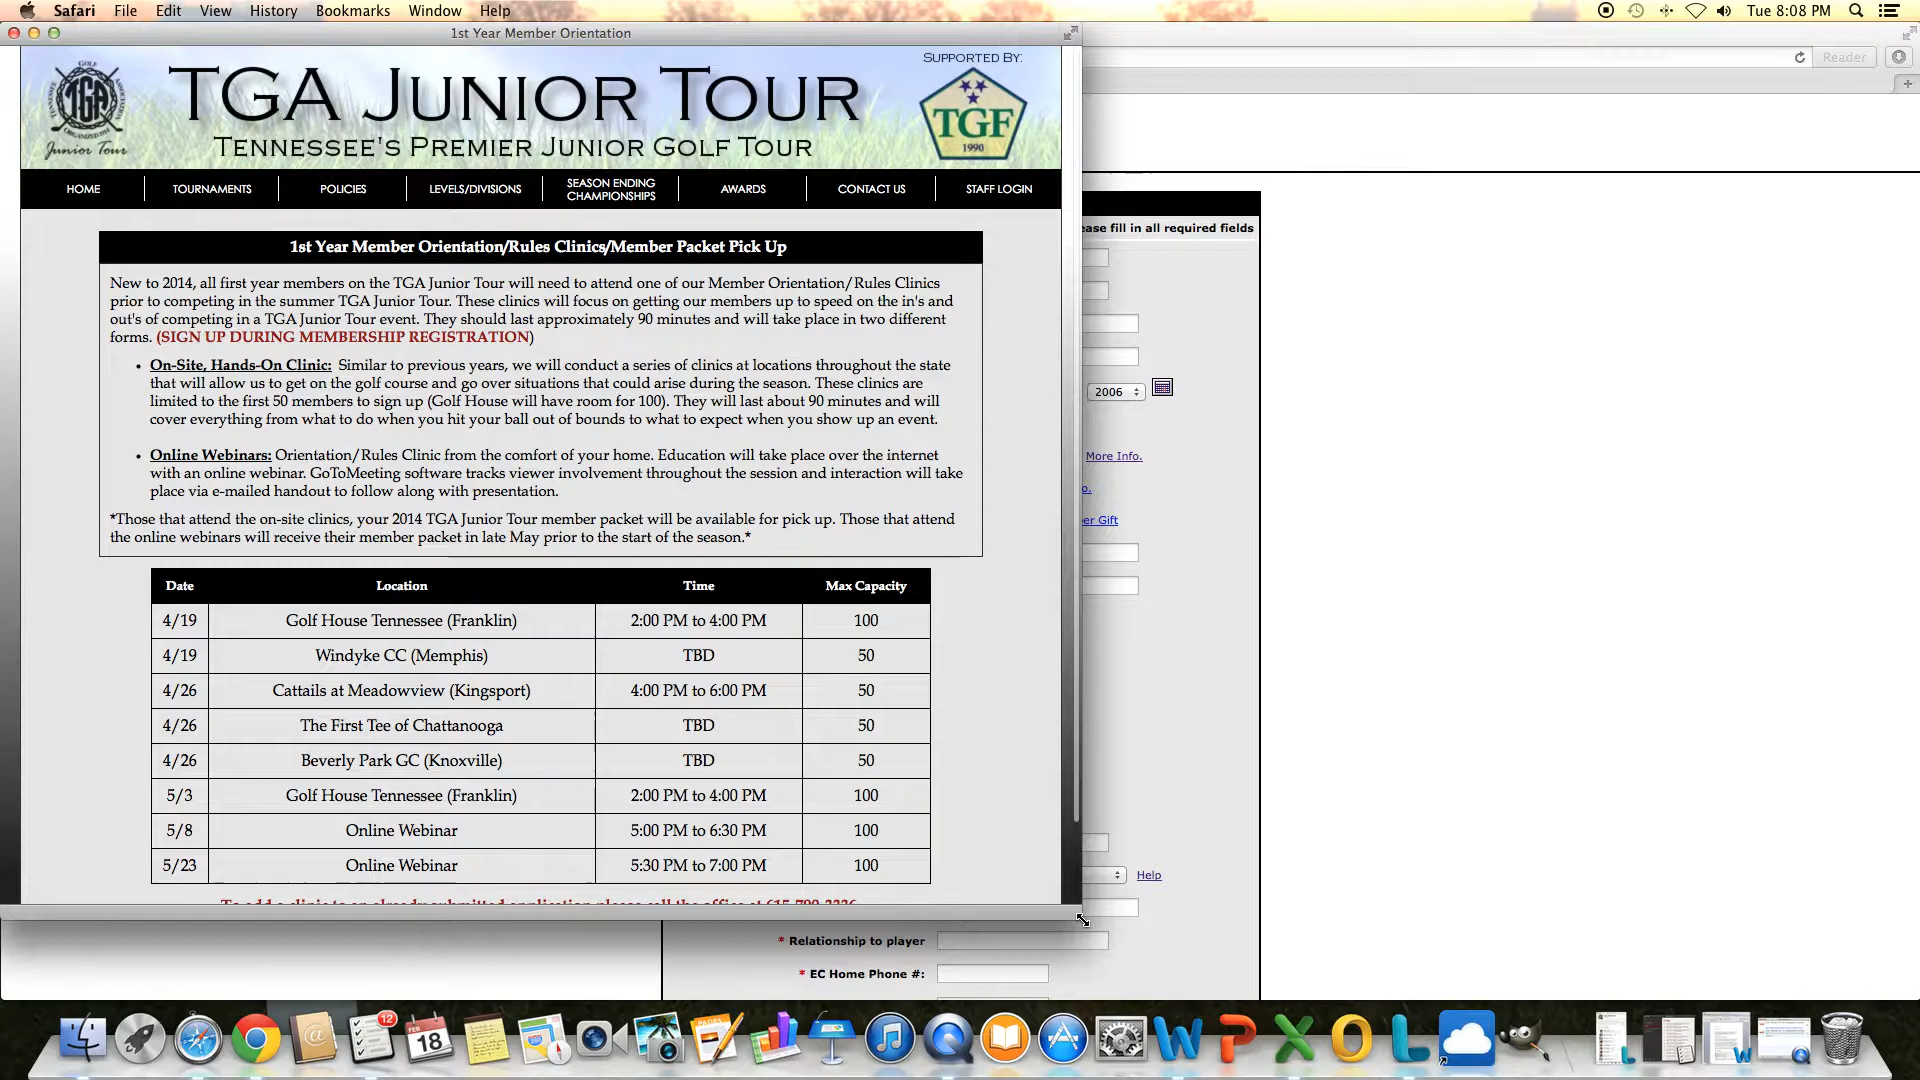 Safari File Edit View History Bookmarks Window Help Tue 8:08 PM
1st Year Member Orientation
Reader
SUPPORTED BY:
TGA JUNIOR TOUR
TENNESSEE'S PREMIER JUNIOR GOLF TOUR
TGA
Junior Tour
TGF
1990
HOME TOURNAMENTS POLICIES LEVELS/DIVISIONS SEASON ENDING CHAMPIONSHIPS AWARDS CONTACT US STAFF LOGIN
ease fill in all required fields
1st Year Member Orientation/Rules Clinics/Member Packet Pick Up
New to 2014, all first year members on the TGA Junior Tour will need to attend one of our Member Orientation/Rules Clinics
prior to competing in the summer TGA Junior Tour. These clinics will focus on getting our members up to speed on the in's and
out's of competing in a TGA Junior Tour event. They should last approximately 90 minutes and will take place in two different
forms. (SIGN UP DURING MEMBERSHIP REGISTRATION)
• On-Site, Hands-On Clinic: Similar to previous years, we will conduct a series of clinics at locations throughout the state
that will allow us to get on the golf course and go over situations that could arise during the season. These clinics are
limited to the first 50 members to sign up (Golf House will have room for 100). They will last about 90 minutes and will
cover everything from what to do when you hit your ball out of bounds to what to expect when you show up an event.
2006
• Online Webinars: Orientation/Rules Clinic from the comfort of your home. Education will take place over the internet
with an online webinar. GoToMeeting software tracks viewer involvement throughout the session and interaction will take
place via e-mailed handout to follow along with presentation.
More Info.
o.
er Gift
*Those that attend the on-site clinics, your 2014 TGA Junior Tour member packet will be available for pick up. Those that attend
the online webinars will receive their member packet in late May prior to the start of the season.*
Date Location Time Max Capacity
4/19 Golf House Tennessee (Franklin) 2:00 PM to 4:00 PM 100
4/19 Windyke CC (Memphis) TBD 50
4/26 Cattails at Meadowview (Kingsport) 4:00 PM to 6:00 PM 50
4/26 The First Tee of Chattanooga TBD 50
4/26 Beverly Park GC (Knoxville) TBD 50
5/3 Golf House Tennessee (Franklin) 2:00 PM to 4:00 PM 100
5/8 Online Webinar 5:00 PM to 6:30 PM 100
5/23 Online Webinar 5:30 PM to 7:00 PM 100
Help
To add a clinic to an already submitted application please call the office at
* Relationship to player
* EC Home Phone #:
12
FEB
18
PAGES